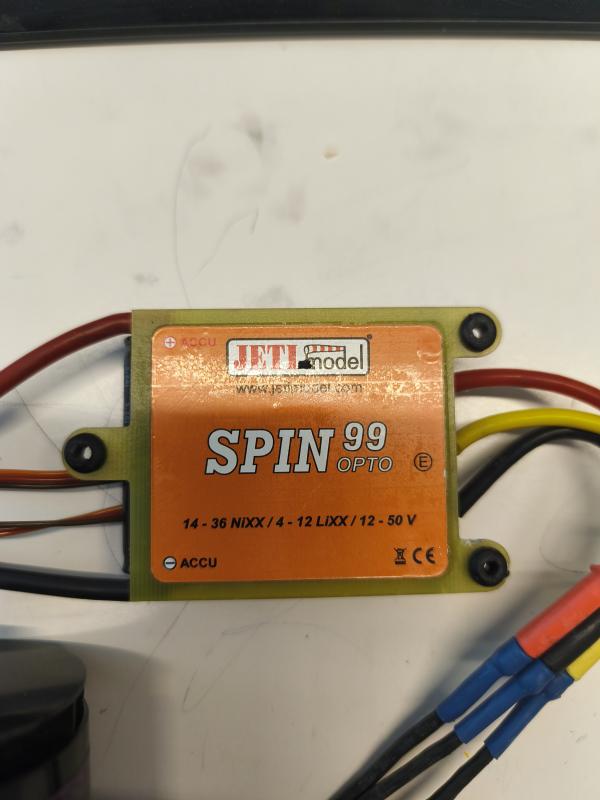 ⊕ ACCU
JETI model ®
www.jetimodel.com
SPIN 99
OPTO
E
14 - 36 NiXX / 4 - 12 LiXX / 12 - 50 V
⊖ ACCU
CE